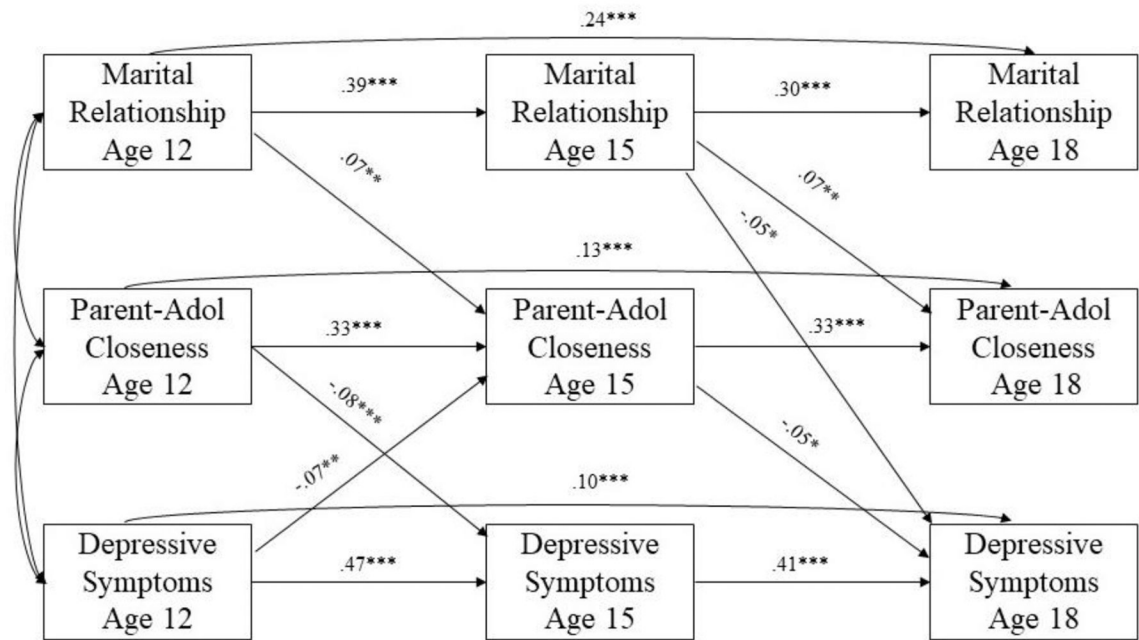 .24***
Marital
Relationship
Age 12
.39***
Marital
Relationship
Age 15
.30***
Marital
Relationship
Age 18
.07**
.07**
-.05*
.13***
Parent-Adol
Closeness
Age 12
.33***
Parent-Adol
Closeness
Age 15
.33***
Parent-Adol
Closeness
Age 18
-.08***
-.07**
-.05*
.10***
Depressive
Symptoms
Age 12
.47***
Depressive
Symptoms
Age 15
.41***
Depressive
Symptoms
Age 18